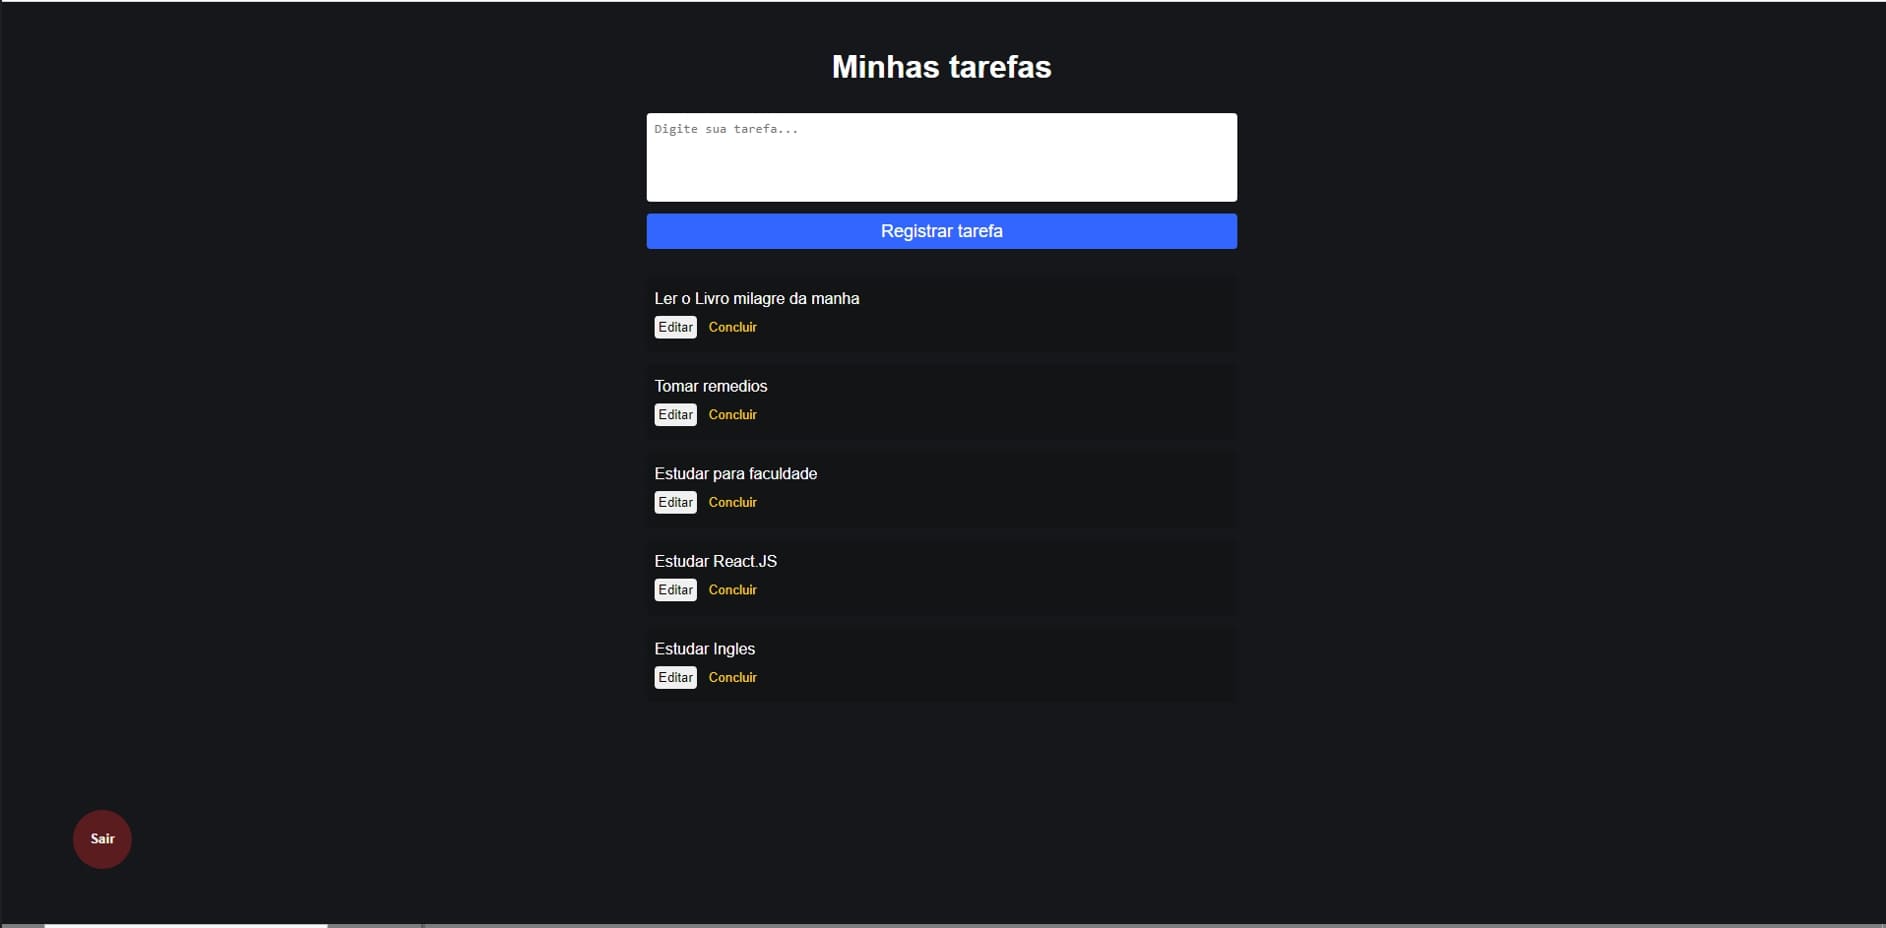 Minhas tarefas
Digite sua tarefa...
Registrar tarefa
Ler o Livro milagre da manha
Editar Concluir
Tomar remedios
Editar Concluir
Estudar para faculdade
Editar Concluir
Estudar React.JS
Editar Concluir
Estudar Ingles
Editar Concluir
Sair